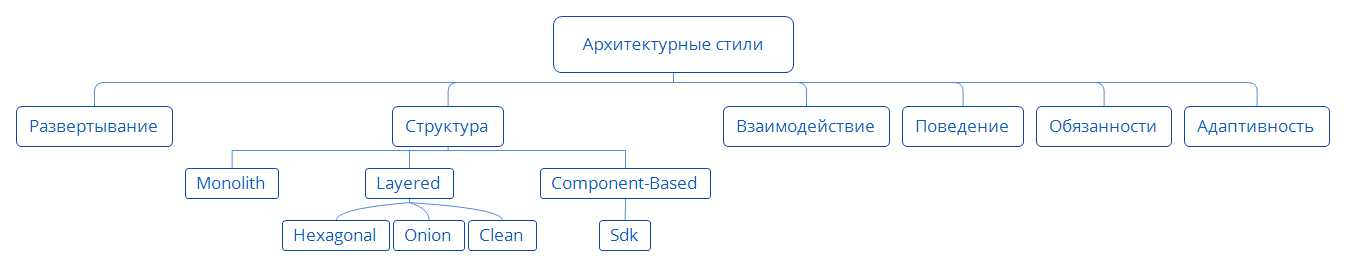 Архитектурные стили
Развертывание
Структура
Взаимодействие
Поведение
Обязанности
Адаптивность
Monolith
Layered
Component-Based
Hexagonal
Onion
Clean
Sdk